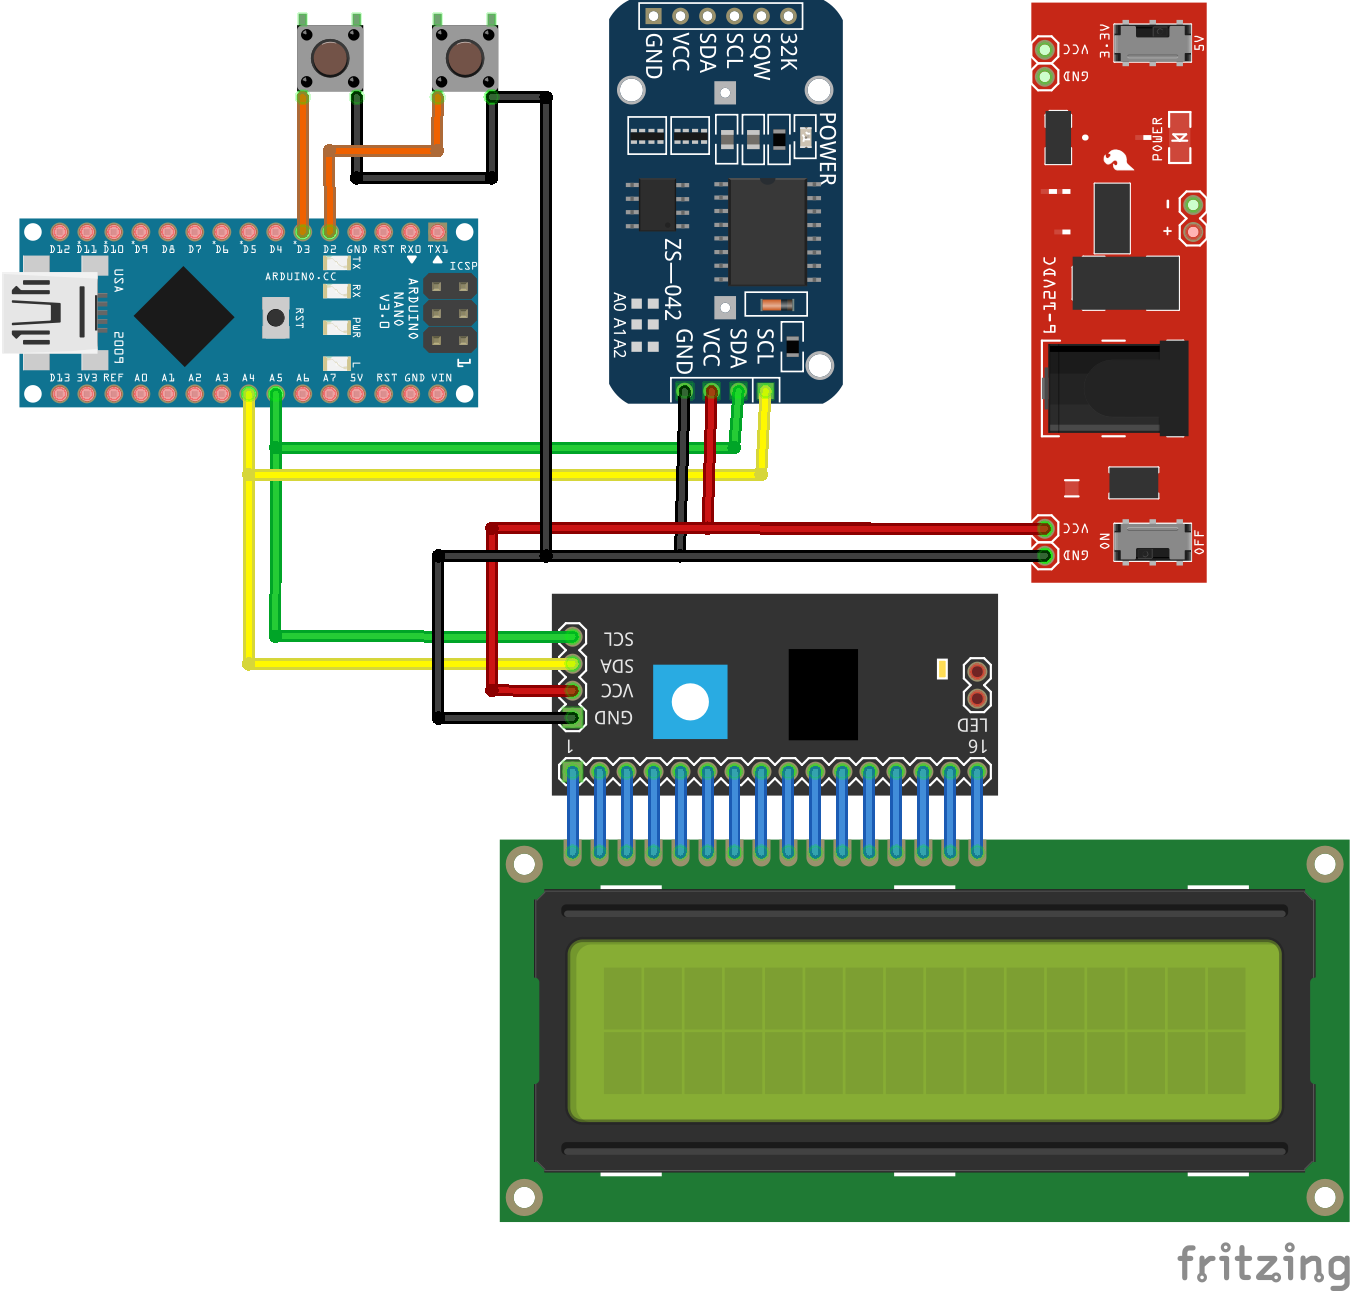 GND VCC SDA SCL SQW 32K
POWER
ZS-042
A0 A1 A2
GND VCC SDA SCL
D12 D11 D10 D9 D8 D7 D6 D5 D4 D3 D2 GND RST RX0 TX1
TX
RX
PWR
L
ICSP
1
ARDUINO.CC
ARDUINO
NANO
V3.0
RST
USA
2009
D13 3V3 REF A0 A1 A2 A3 A4 A5 A6 A7 5V RST GND VIN
3.3V
5V
VCC
GND
POWER
-
+
6-12VDC
VCC
GND
ON
OFF
SCL
SDA
VCC
GND
LED
1
16
fritzing